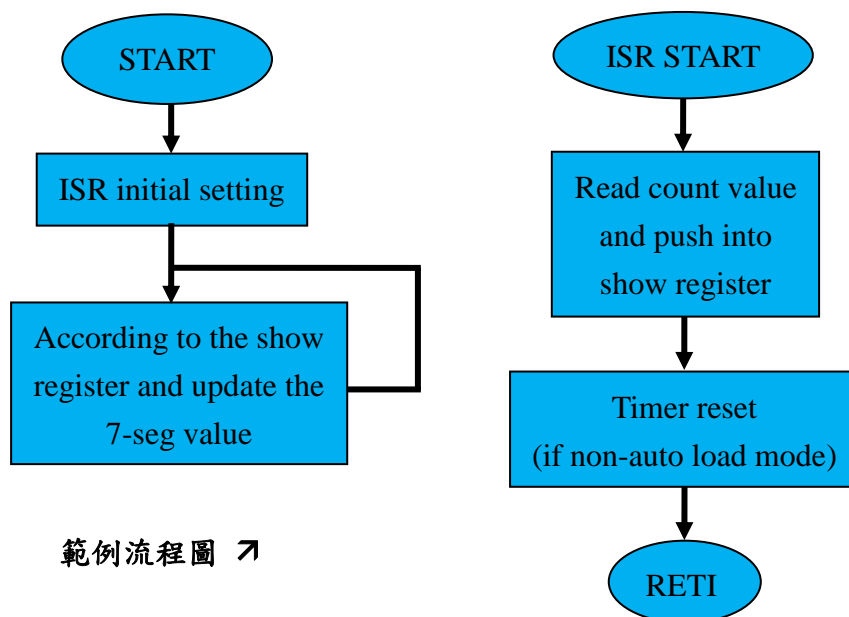 START
ISR initial setting
According to the show
register and update the
7-seg value
範例流程圖
ISR START
Read count value
and push into
show register
Timer reset
(if non-auto load mode)
RETI